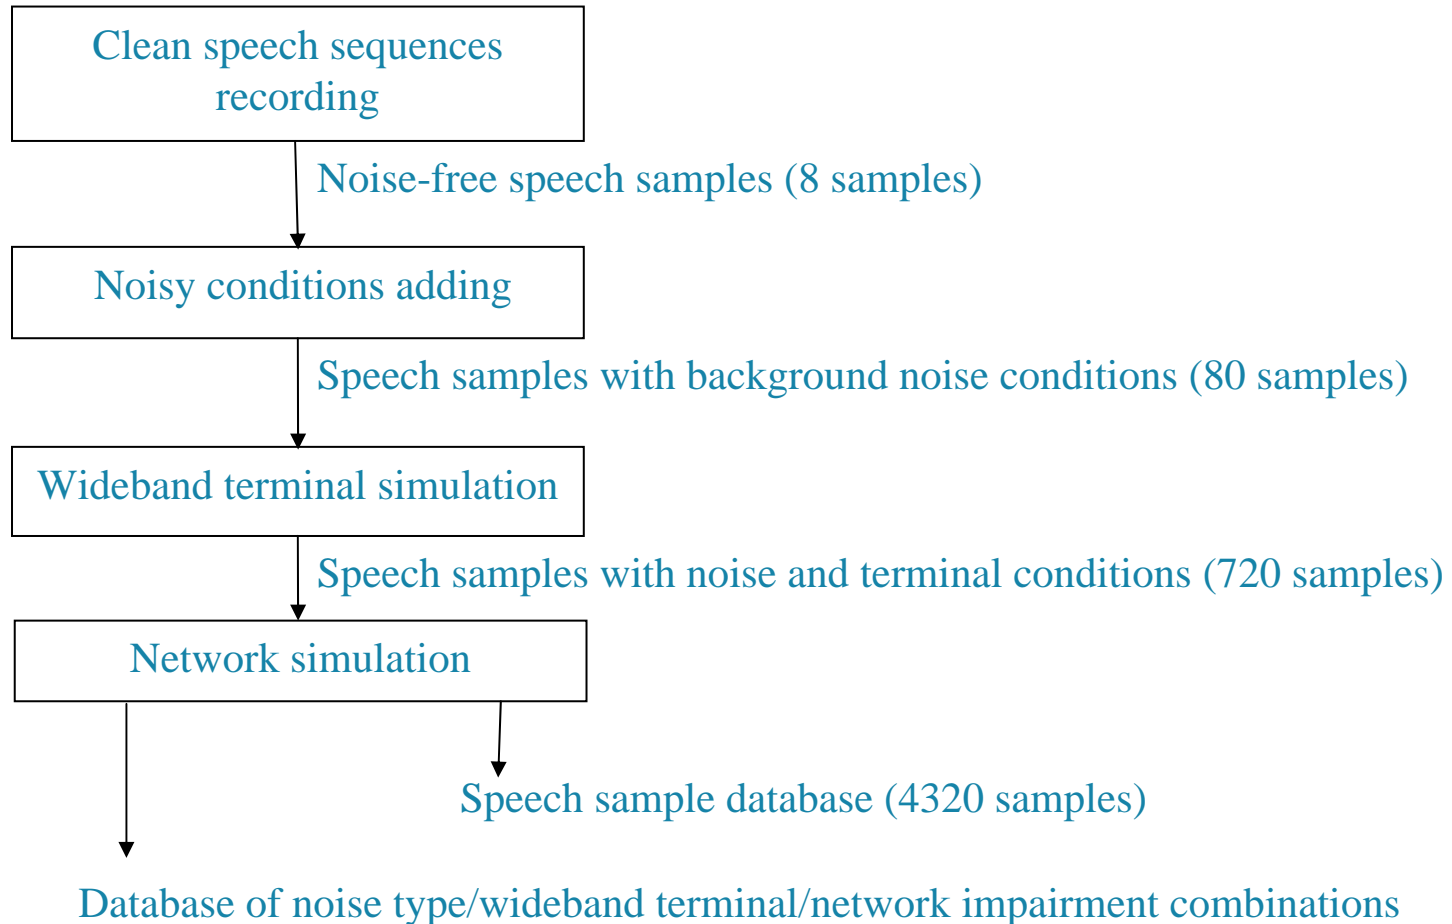 Clean speech sequences
recording
Noise-free speech samples (8 samples)
Noisy conditions adding
Speech samples with background noise conditions (80 samples)
Wideband terminal simulation
Speech samples with noise and terminal conditions (720 samples)
Network simulation
Speech sample database (4320 samples)
Database of noise type/wideband terminal/network impairment combinations